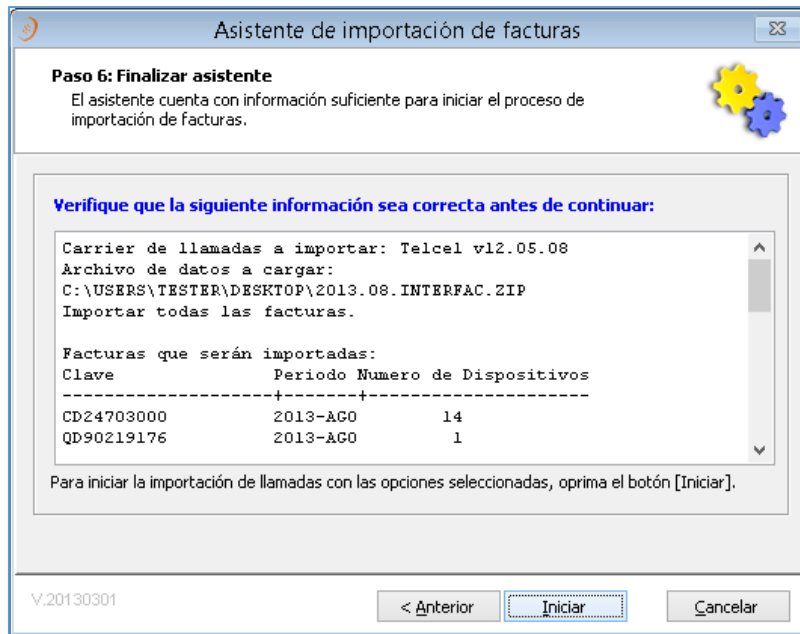 Asistente de importación de facturas
Paso 6: Finalizar asistente
El asistente cuenta con información suficiente para iniciar el proceso de
importación de facturas.
Verifique que la siguiente información sea correcta antes de continuar:
Carrier de llamadas a importar: Telcel v12.05.08
Archivo de datos a cargar:
C:\USERS\TESTER\DESKTOP\2013.08.INTERFAC.ZIP
Importar todas las facturas.
Facturas que serán importadas:
Clave Periodo Numero de Dispositivos
--------------------+-------+---------------------
CD24703000 2013-AGO 14
QD90219176 2013-AGO 1
Para iniciar la importación de llamadas con las opciones seleccionadas, oprima el botón [Iniciar].
V.20130301
< Anterior
Iniciar
Cancelar